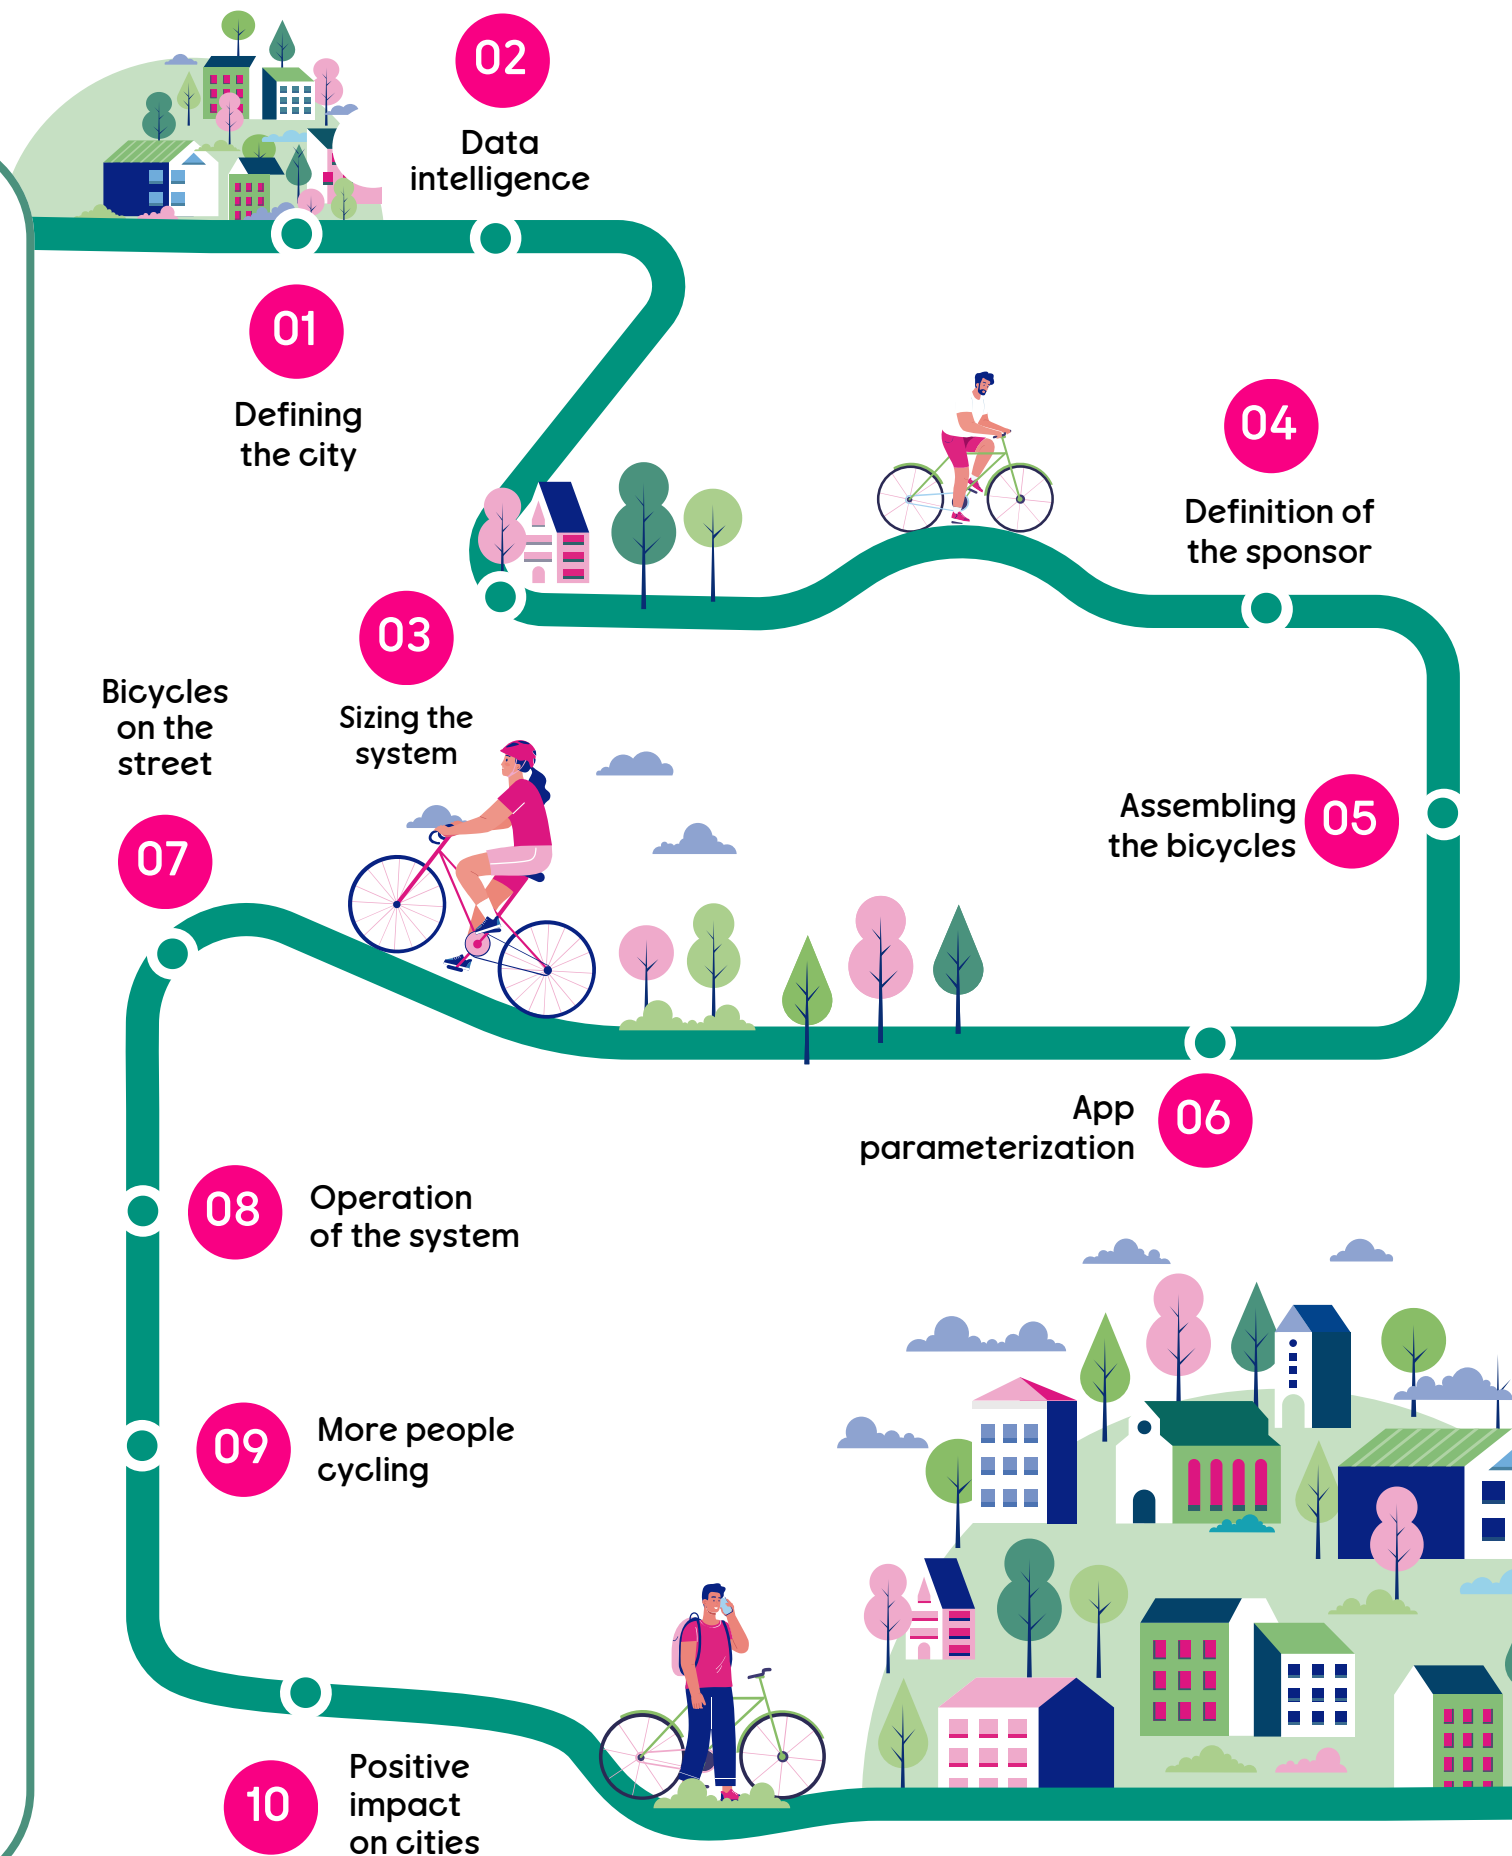 01
Defining
the city
02
Data
intelligence
03
Sizing the
system
04
Definition of
the sponsor
05
Assembling
the bicycles
06
App
parameterization
07
Bicycles
on the
street
08
Operation
of the system
09
More people
cycling
10
Positive
impact
on cities